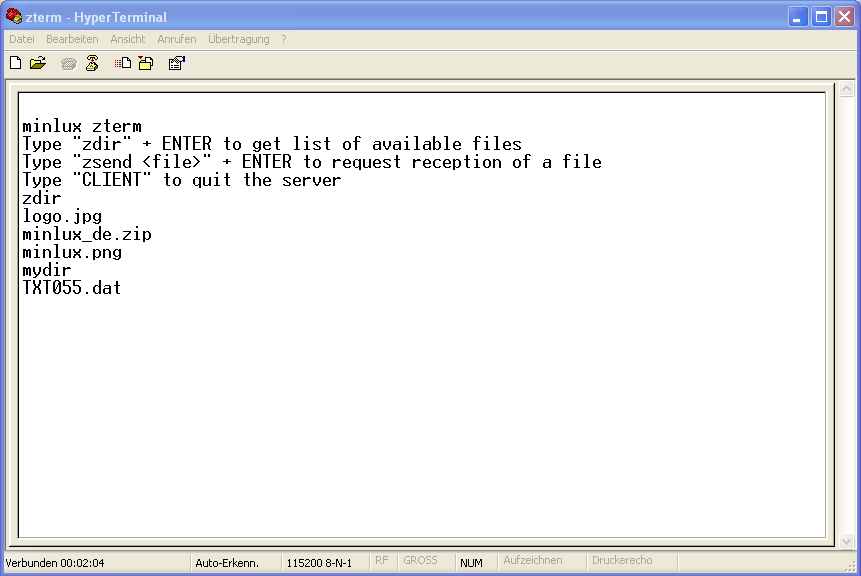 zterm - HyperTerminal
Datei Bearbeiten Ansicht Anrufen Übertragung ?
minlux zterm
Type "zdir" + ENTER to get list of available files
Type "zsend <file>" + ENTER to request reception of a file
Type "CLIENT" to quit the server
zdir
logo.jpg
minlux_de.zip
minlux.png
mydir
TXT055.dat
Verbunden 00:02:04 Auto-Erkenn. 115200 8-N-1 RF GROSS NUM Aufzeichnen Druckerecho